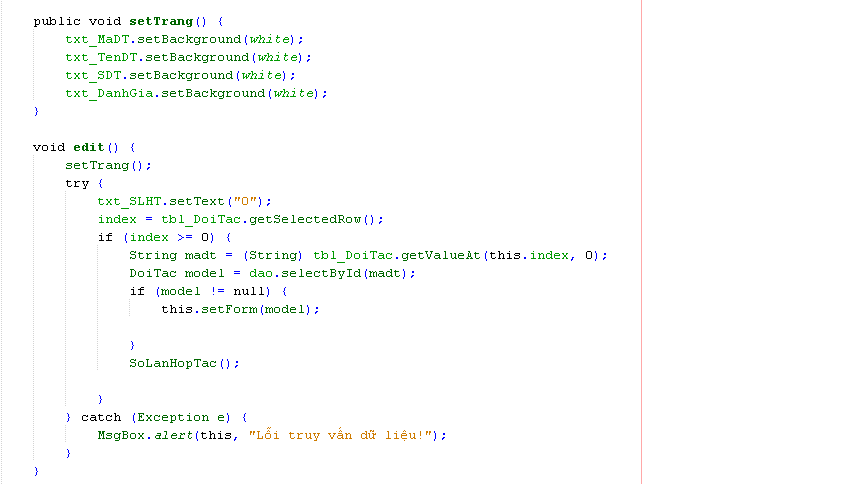 public void setTrang() {
txt_MaDT.setBackground(white);
txt_TenDT.setBackground(white);
txt_SDT.setBackground(white);
txt_DanhGia.setBackground(white);
}
void edit() {
setTrang();
try {
txt_SLHT.setText("0");
index = tbl_DoiTac.getSelectedRow();
if (index >= 0) {
String madt = (String) tbl_DoiTac.getValueAt(this.index, 0);
DoiTac model = dao.selectById(madt);
if (model != null) {
this.setForm(model);
}
SoLanHopTac();
}
} catch (Exception e) {
MsgBox.alert(this, "Lỗi truy vấn dữ liệu!");
}
}